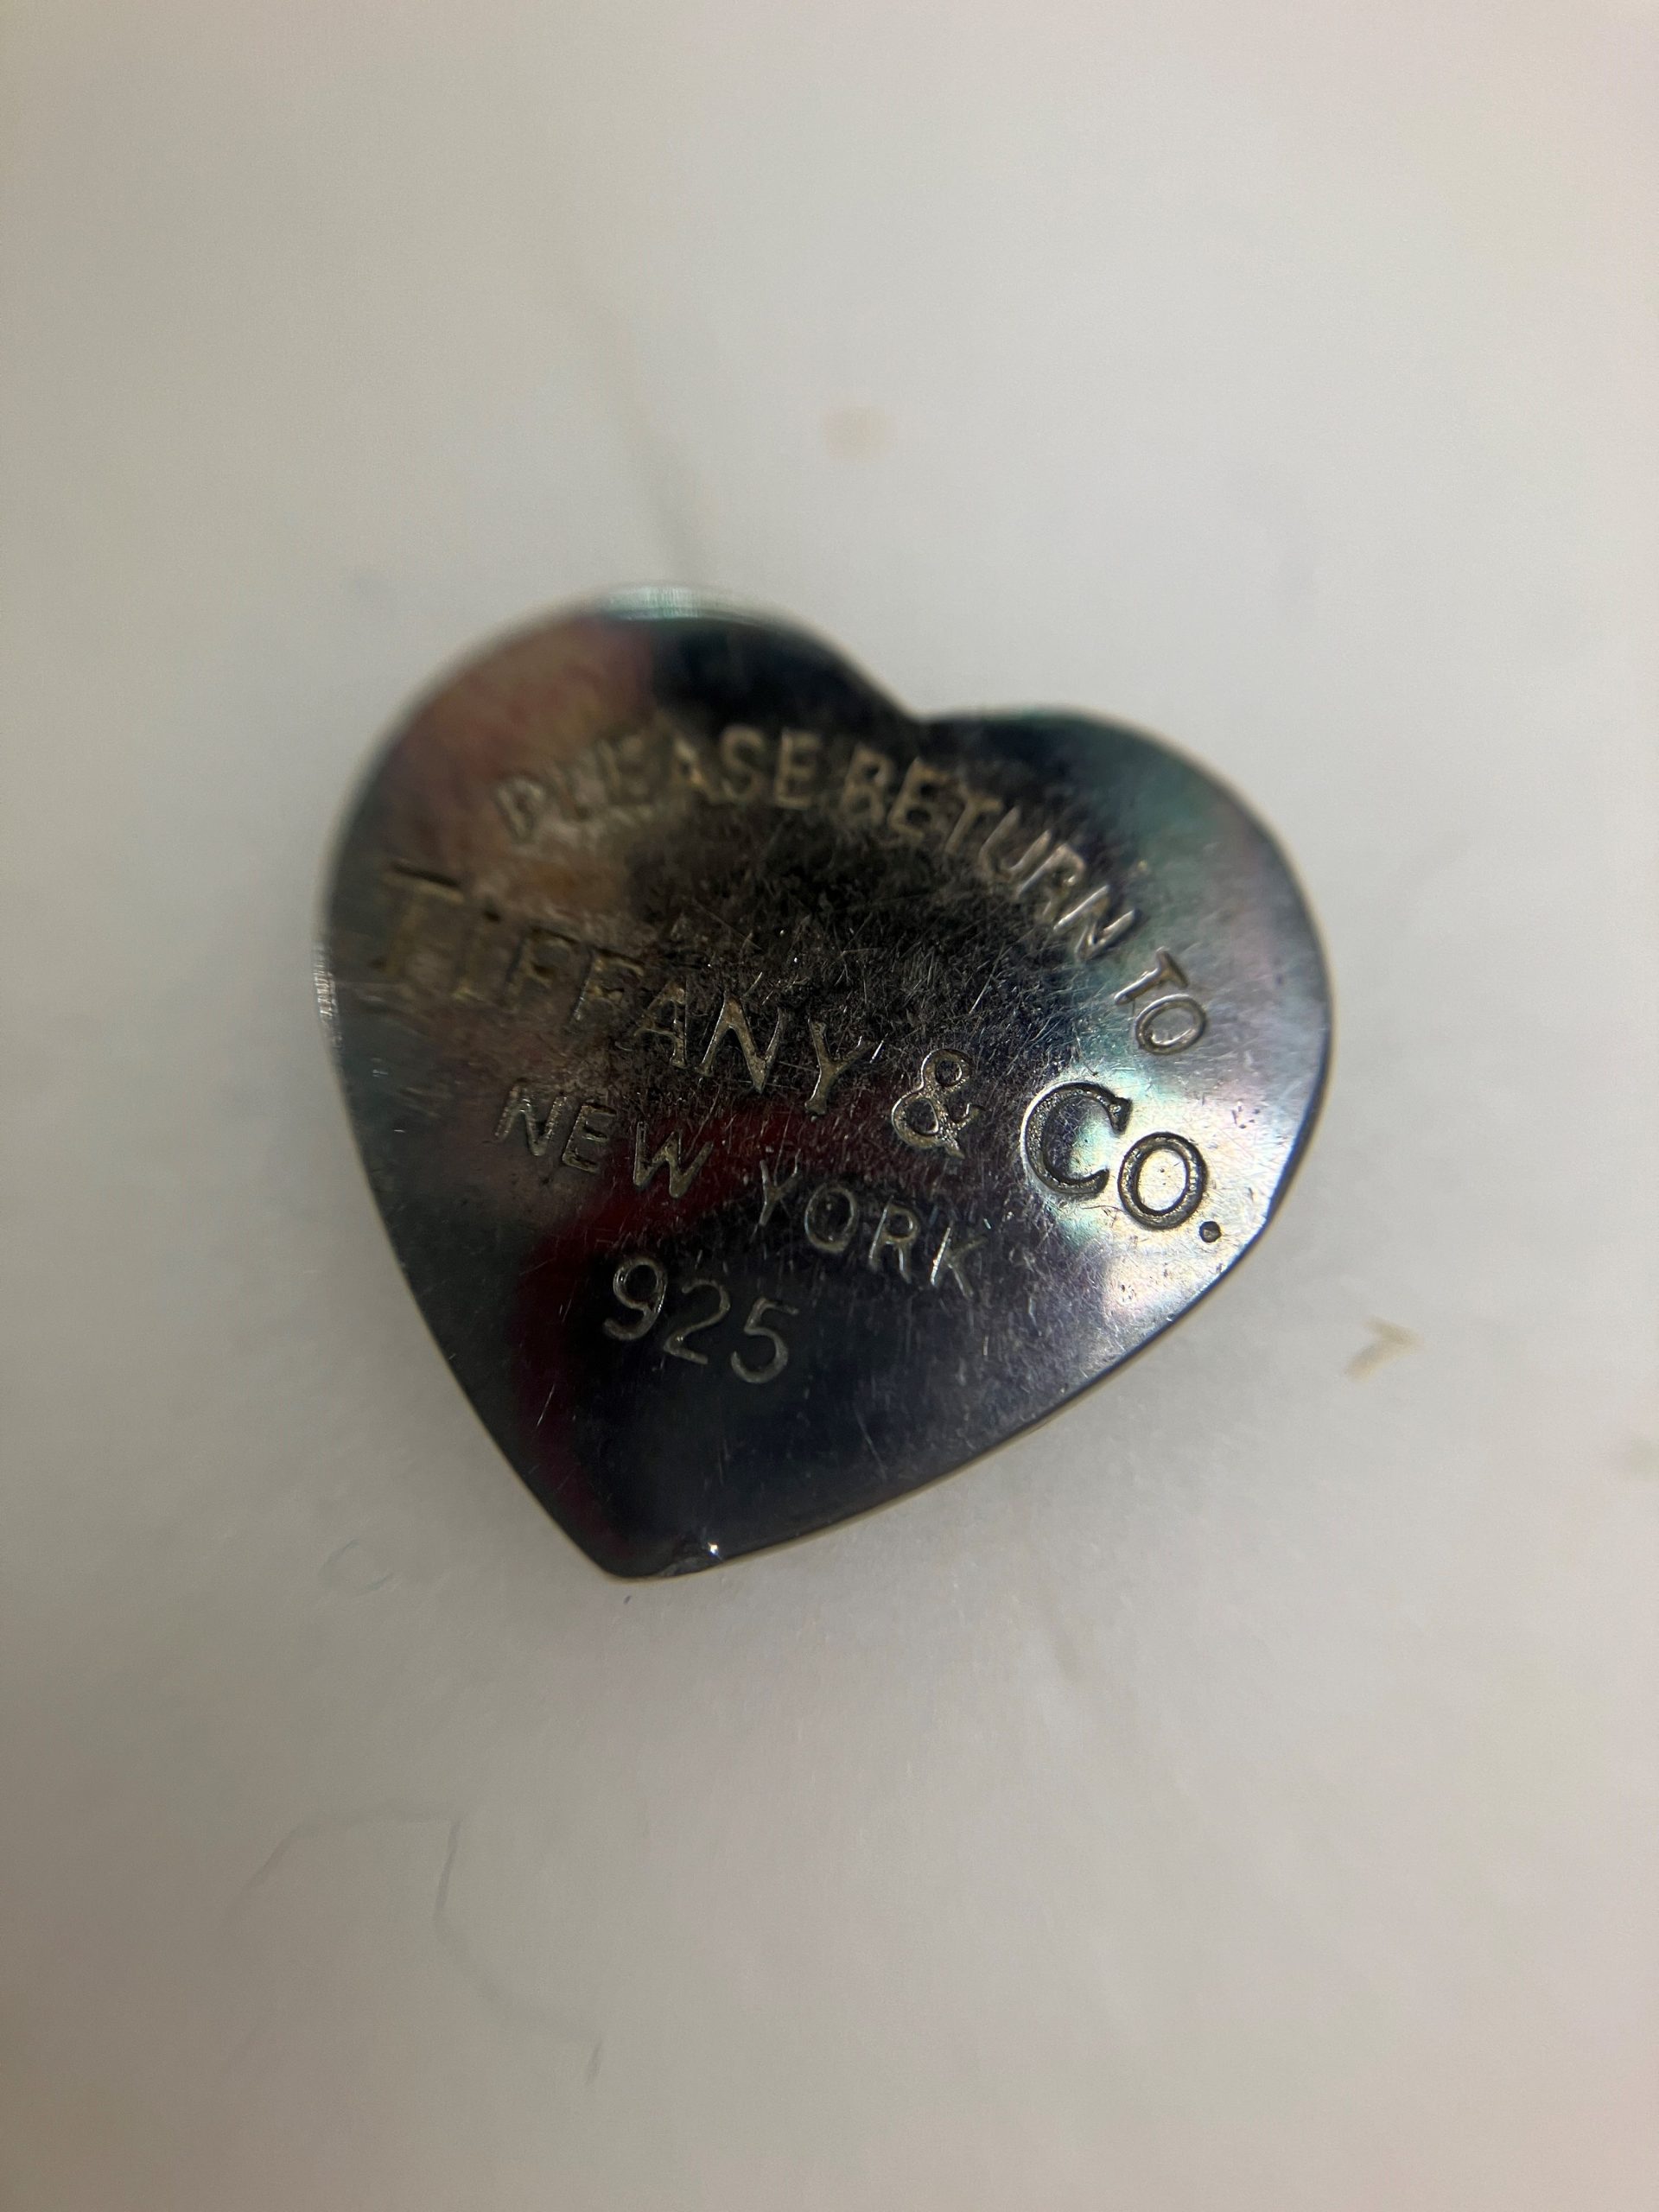 PLEASE RETURN TO
TIFFANY & CO.
NEW YORK
925